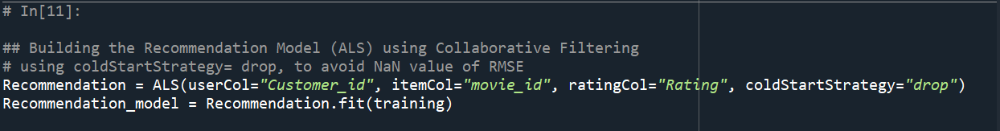 # In[11]:
## Building the Recommendation Model (ALS) using Collaborative Filtering
# using coldStartStrategy= drop, to avoid NaN value of RMSE
Recommendation = ALS(userCol="Customer_id", itemCol="movie_id", ratingCol="Rating", coldStartStrategy="drop")
Recommendation_model = Recommendation.fit(training)